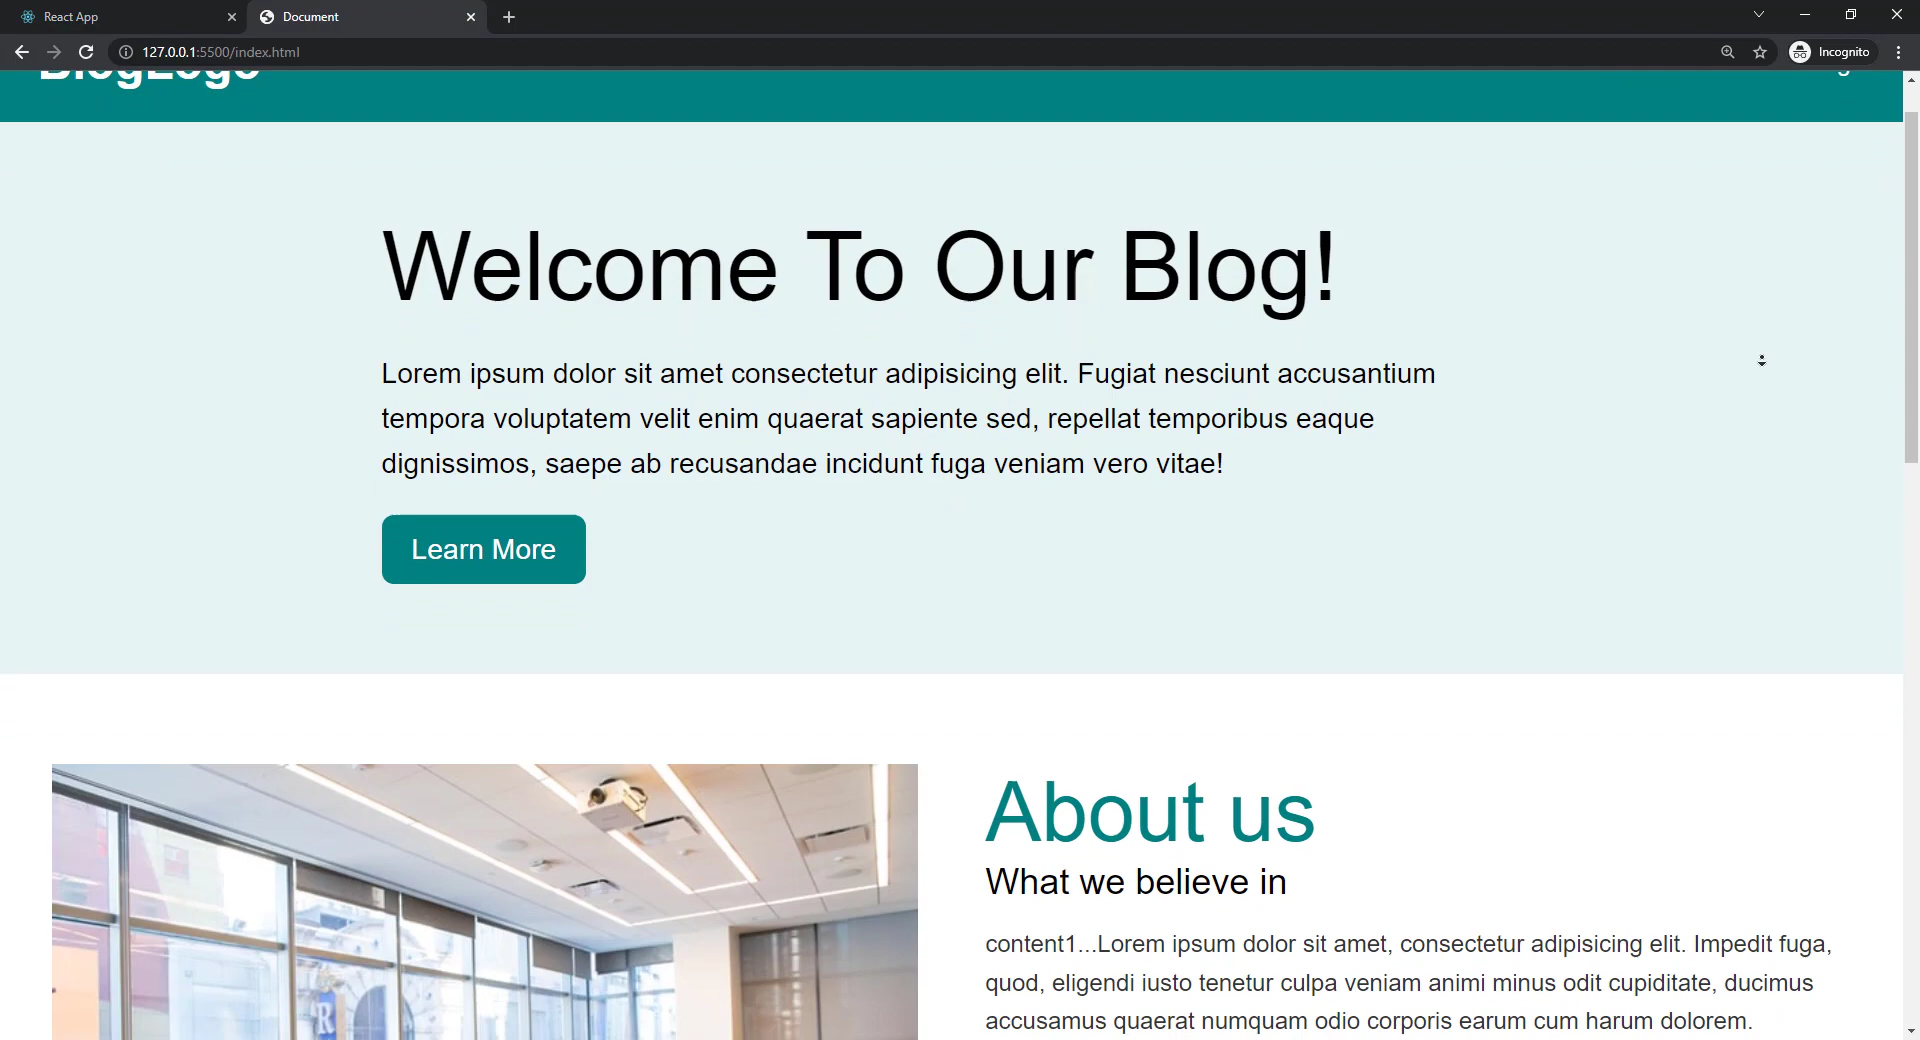 React App
Document
127.0.0.1:5500/index.html
Incognito
BlogLogo
Welcome To Our Blog!
Lorem ipsum dolor sit amet consectetur adipisicing elit. Fugiat nesciunt accusantium
tempora voluptatem velit enim quaerat sapiente sed, repellat temporibus eaque
dignissimos, saepe ab recusandae incidunt fuga veniam vero vitae!
Learn More
About us
What we believe in
content1...Lorem ipsum dolor sit amet, consectetur adipisicing elit. Impedit fuga,
quod, eligendi iusto tenetur culpa veniam animi minus odit cupiditate, ducimus
accusamus quaerat numquam odio corporis earum cum harum dolorem.
R